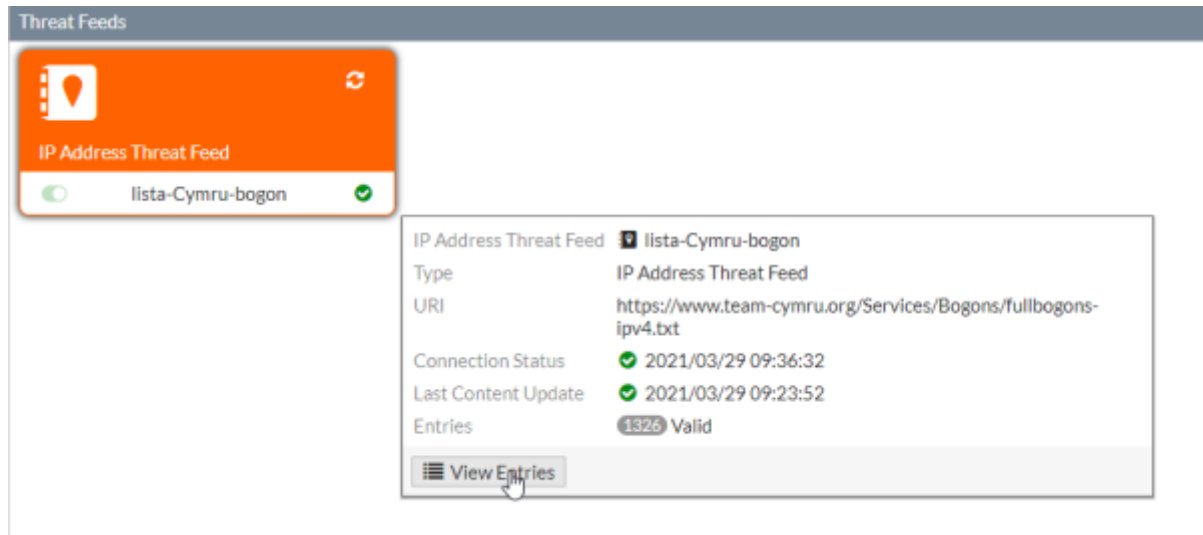 Threat Feeds
IP Address Threat Feed
lista-Cymru-bogon
IP Address Threat Feed lista-Cymru-bogon
Type IP Address Threat Feed
URI https://www.team-cymru.org/Services/Bogons/fullbogons-
ipv4.txt
Connection Status 2021/03/29 09:36:32
Last Content Update 2021/03/29 09:23:52
Entries 1326 Valid
View Entries